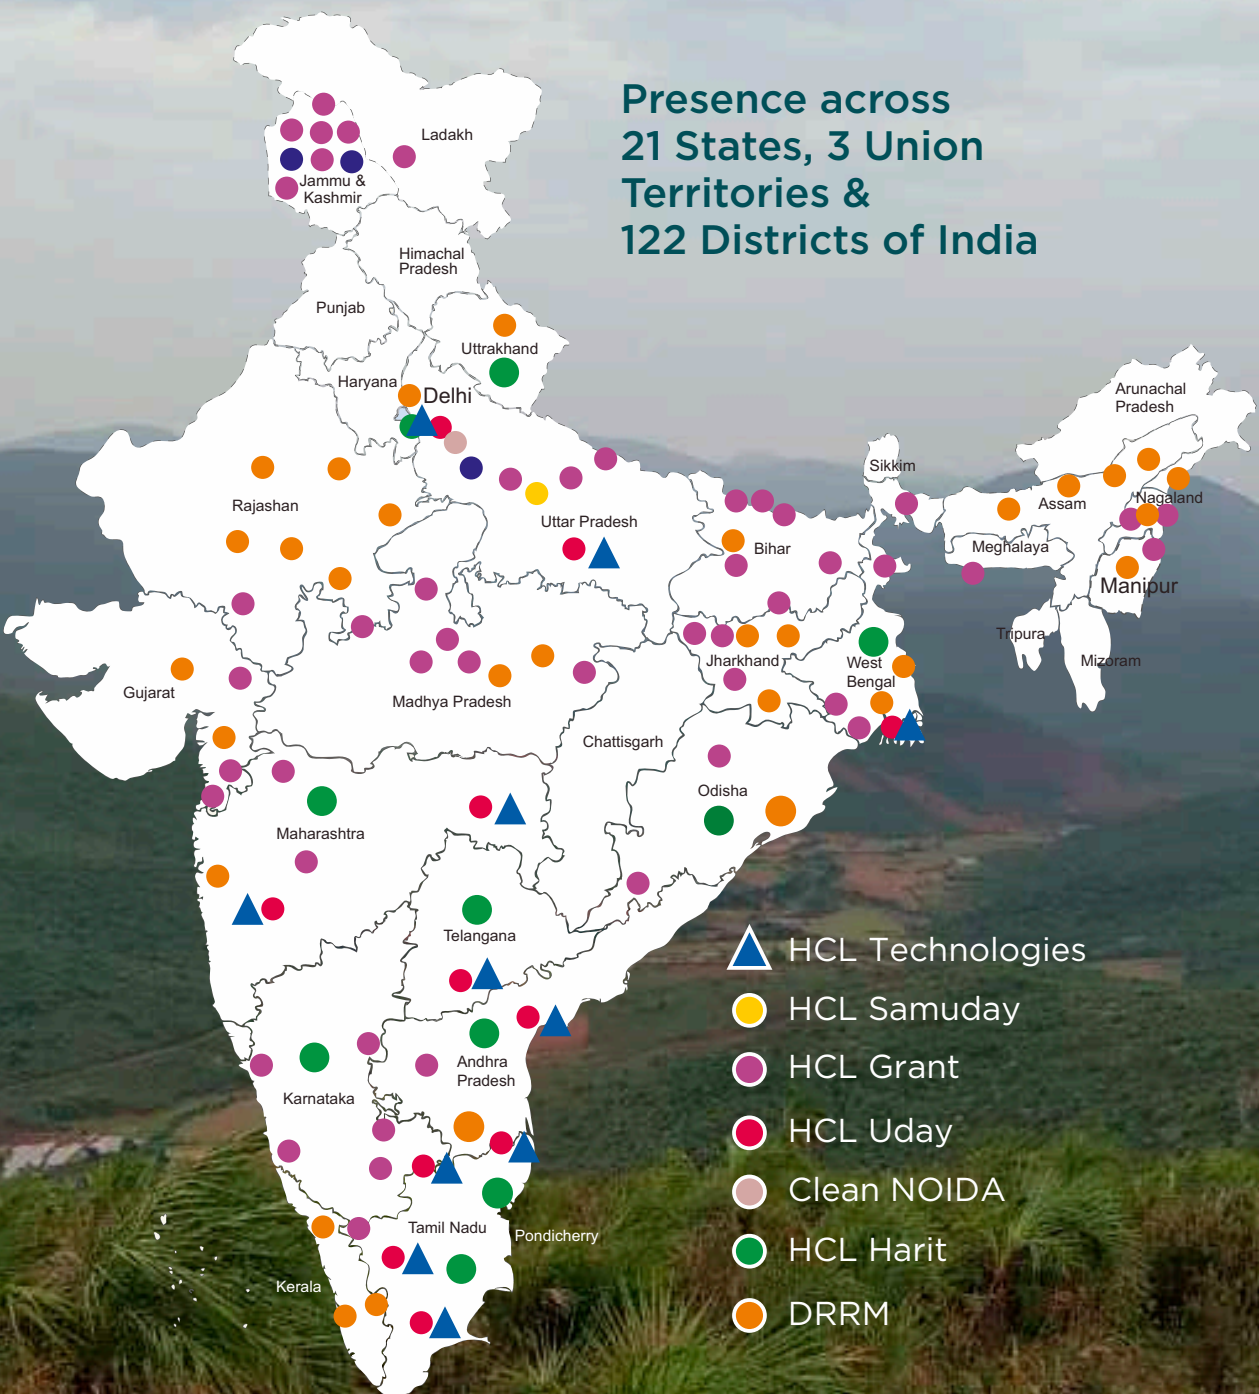 Presence across
21 States, 3 Union
Territories &
122 Districts of India
Ladakh
Jammu &
Kashmir
Himachal
Pradesh
Punjab
Uttrakhand
Haryana
Delhi
Arunachal
Pradesh
Sikkim
Rajashan
Uttar Pradesh
Assam
Nagaland
Bihar
Meghalaya
Manipur
Tripura
Mizoram
Jharkhand
West
Bengal
Gujarat
Madhya Pradesh
Chattisgarh
Odisha
Maharashtra
Telangana
Andhra
Pradesh
Karnataka
Tamil Nadu
Pondicherry
Kerala
HCL Technologies
HCL Samuday
HCL Grant
HCL Uday
Clean NOIDA
HCL Harit
DRRM